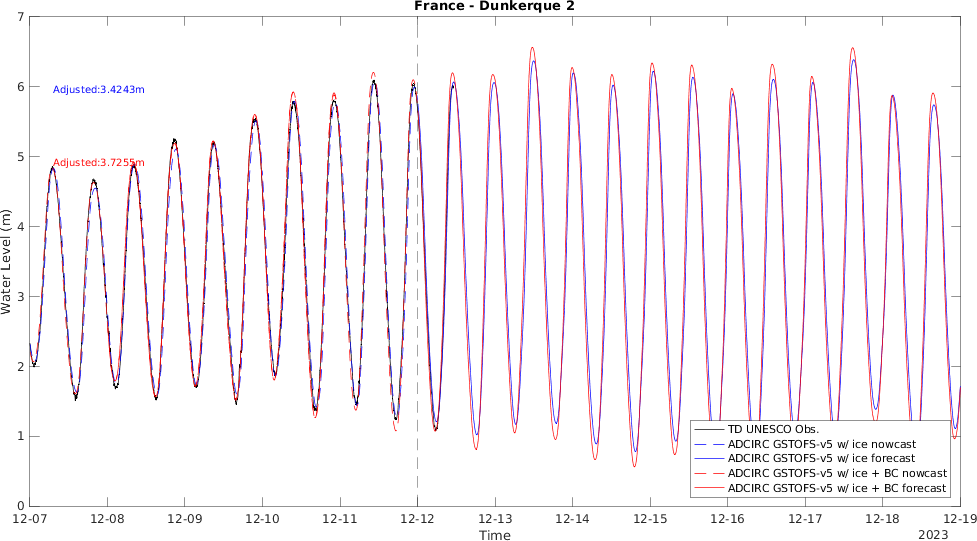 France - Dunkerque 2
7
6
5
4
3
2
1
0
Water Level (m)
Adjusted:3.4243m
Adjusted:3.7255m
TD UNESCO Obs.
ADCIRC GSTOFS-v5 w/ ice nowcast
ADCIRC GSTOFS-v5 w/ ice forecast
ADCIRC GSTOFS-v5 w/ ice + BC nowcast
ADCIRC GSTOFS-v5 w/ ice + BC forecast
12-07 12-08 12-09 12-10 12-11 12-12 12-13 12-14 12-15 12-16 12-17 12-18 12-19
Time
2023